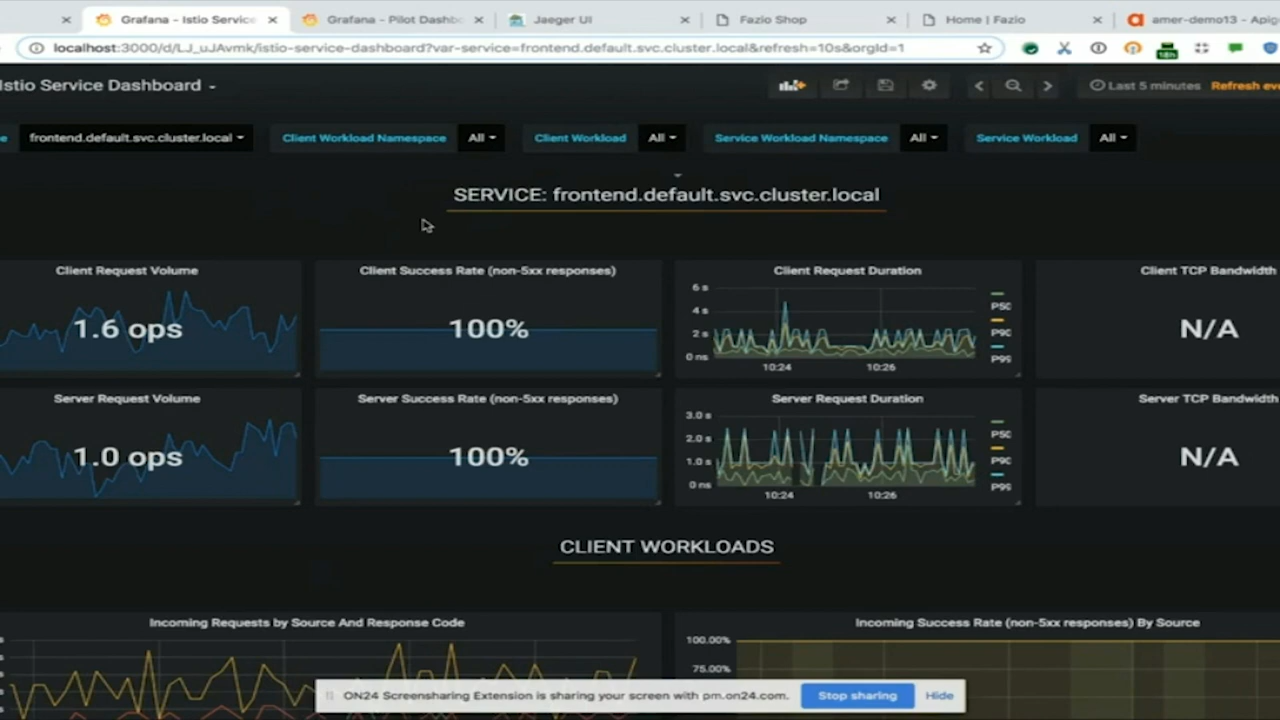 Grafana - Istio Service
Grafana - Pilot Dashbo
Jaeger UI
Fazio Shop
Home | Fazio
amer-demo13 - Apig
localhost:3000/d/LJ_uJAvmk/istio-service-dashboard?var-service=frontend.default.svc.cluster.local&refresh=10s&orgId=1
18h
Istio Service Dashboard
Last 5 minutes
Refresh eve
frontend.default.svc.cluster.local
Client Workload Namespace
All
Client Workload
All
Service Workload Namespace
All
Service Workload
All
SERVICE: frontend.default.svc.cluster.local
Client Request Volume
1.6 ops
Client Success Rate (non-5xx responses)
100%
Client Request Duration
6 s
4 s
2 s
0 ns
10:24
10:26
P50
P90
P99
Client TCP Bandwidth
N/A
Server Request Volume
1.0 ops
Server Success Rate (non-5xx responses)
100%
Server Request Duration
3.0 s
2.0 s
1.0 s
0 ns
10:24
10:26
P50
P90
P99
Server TCP Bandwidth
N/A
CLIENT WORKLOADS
Incoming Requests by Source And Response Code
Incoming Success Rate (non-5xx responses) By Source
100.00%
75.00%
ON24 Screensharing Extension is sharing your screen with pm.on24.com.
Stop sharing
Hide